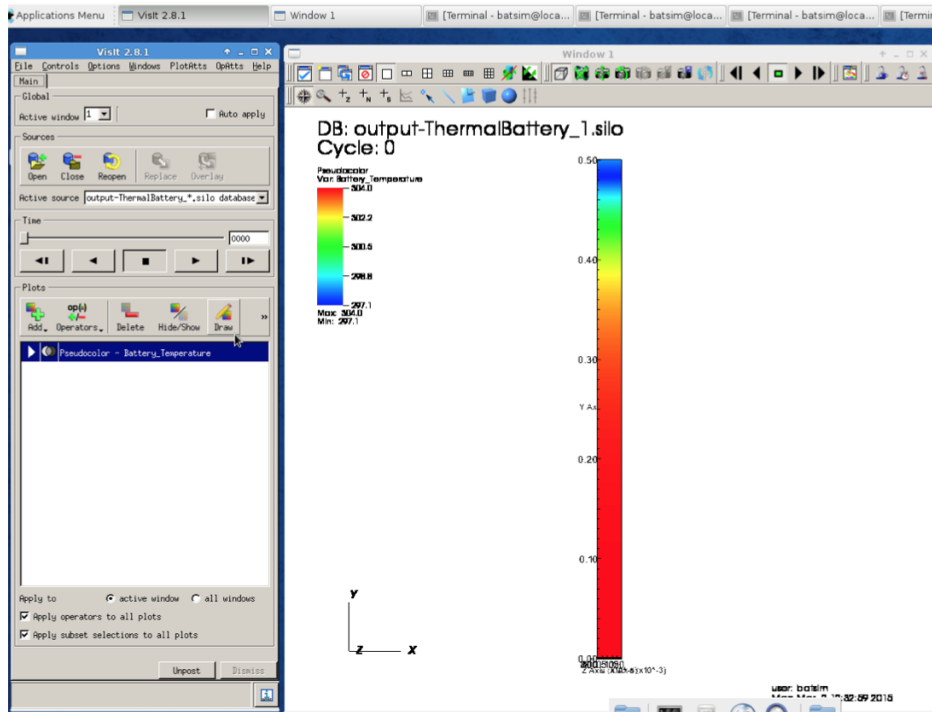 Applications Menu
VisIt 2.8.1
Window 1
[Terminal - batsim@loca...
[Terminal - batsim@loca...
[Terminal - batsim@loca...
[Termi
VisIt 2.8.1
File Controls Options Windows PlotAtts OpAtts Help
Main
Global
Active window 1
Auto apply
Sources
Open Close Reopen Replace Overlay
Active source output-ThermalBattery_*.silo database
Time
0000
Plots
op(x)
Add Operators Delete Hide/Show Draw »
Pseudocolor - Battery_Temperature
Apply to active window all windows
Apply operators to all plots
Apply subset selections to all plots
Unpost Dismiss
Window 1
DB: output-ThermalBattery_1.silo
Cycle: 0
Pseudocolor
Var: Battery_Temperature
304.0
302.2
300.5
298.8
297.1
Max: 304.0
Min: 297.1
0.50
0.40
0.30
Y Ax
0.20
0.10
0.00
Z Axis
Y
Z X
user: batsim
2015